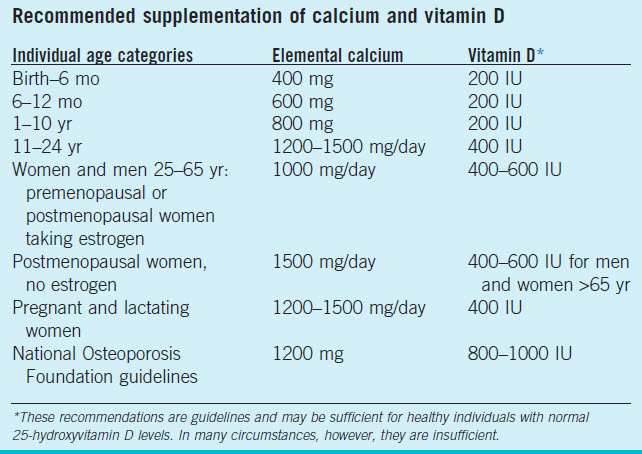 Recommended supplementation of calcium and vitamin D
Individual age categories Elemental calcium Vitamin D*
Birth–6 mo 400 mg 200 IU
6–12 mo 600 mg 200 IU
1–10 yr 800 mg 200 IU
11–24 yr 1200–1500 mg/day 400 IU
Women and men 25–65 yr: 1000 mg/day 400–600 IU
premenopausal or
postmenopausal women
taking estrogen
Postmenopausal women, 1500 mg/day 400–600 IU for men
no estrogen and women >65 yr
Pregnant and lactating 1200–1500 mg/day 400 IU
women
National Osteoporosis 1200 mg 800–1000 IU
Foundation guidelines
*These recommendations are guidelines and may be sufficient for healthy individuals with normal
25-hydroxyvitamin D levels. In many circumstances, however, they are insufficient.